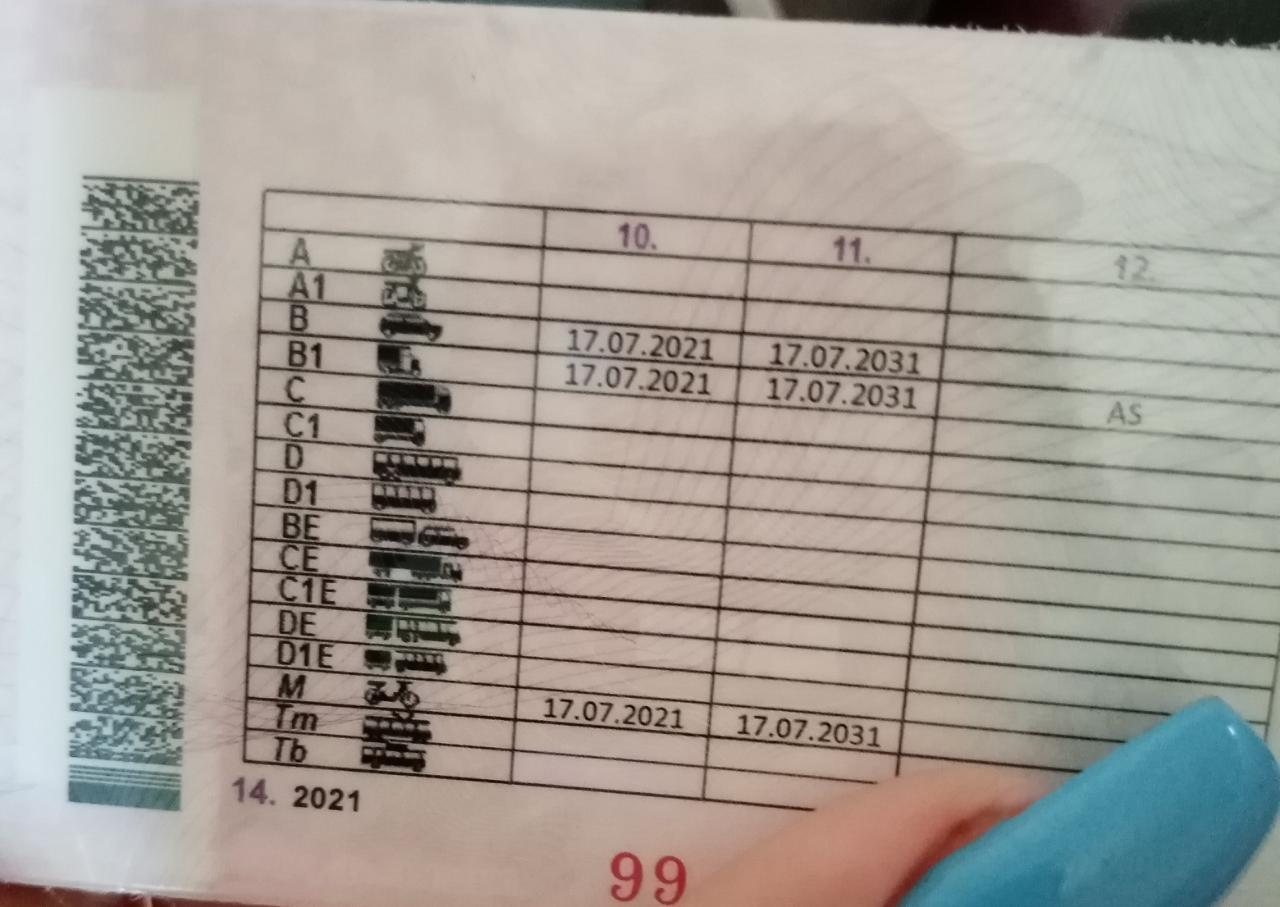 10. 11. 12.
A
A1
B 17.07.2021 17.07.2031
B1 17.07.2021 17.07.2031 AS
C
C1
D
D1
BE
CE
C1E
DE
D1E
M 17.07.2021 17.07.2031
Tm
Tb
14. 2021
99